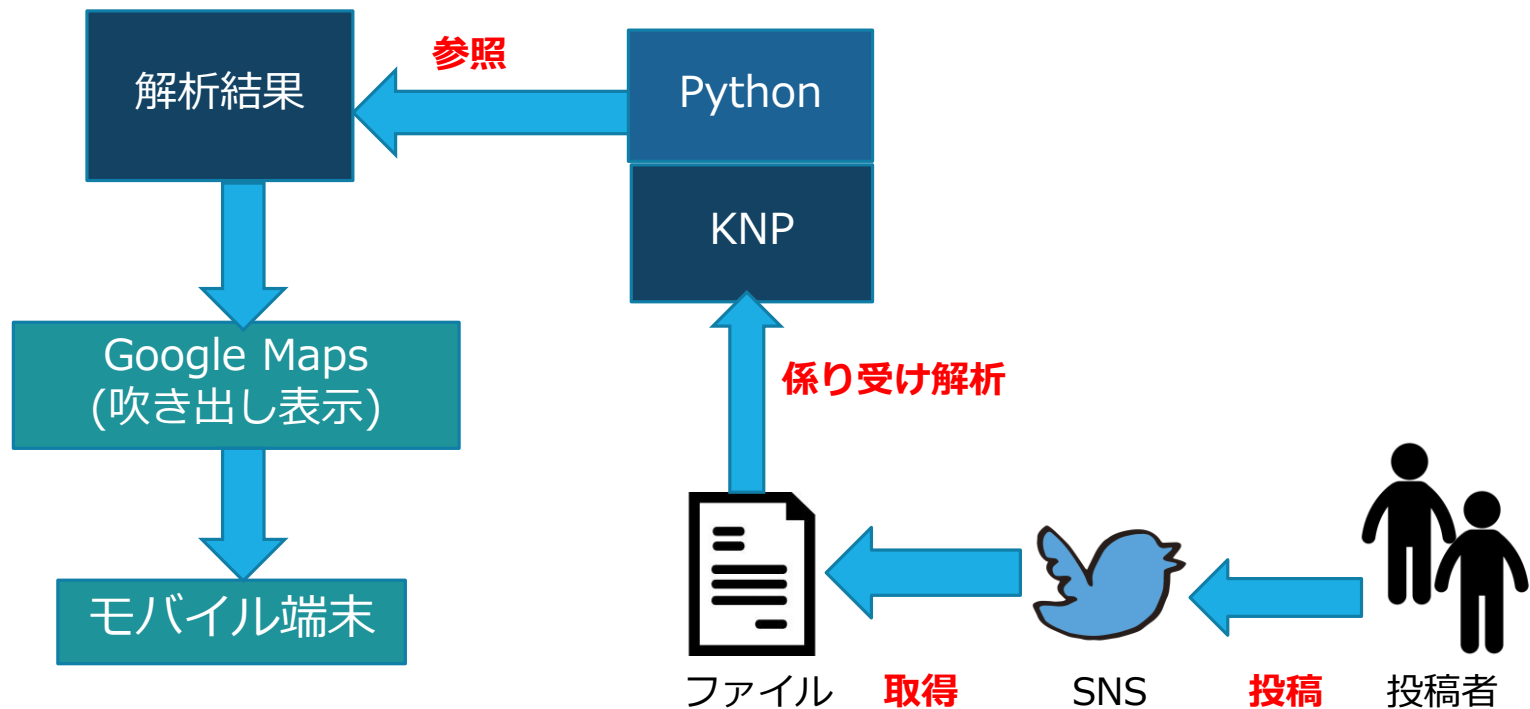 参照
解析結果
Python
KNP
Google Maps
(吹き出し表示)
係り受け解析
モバイル端末
ファイル
取得
SNS
投稿
投稿者